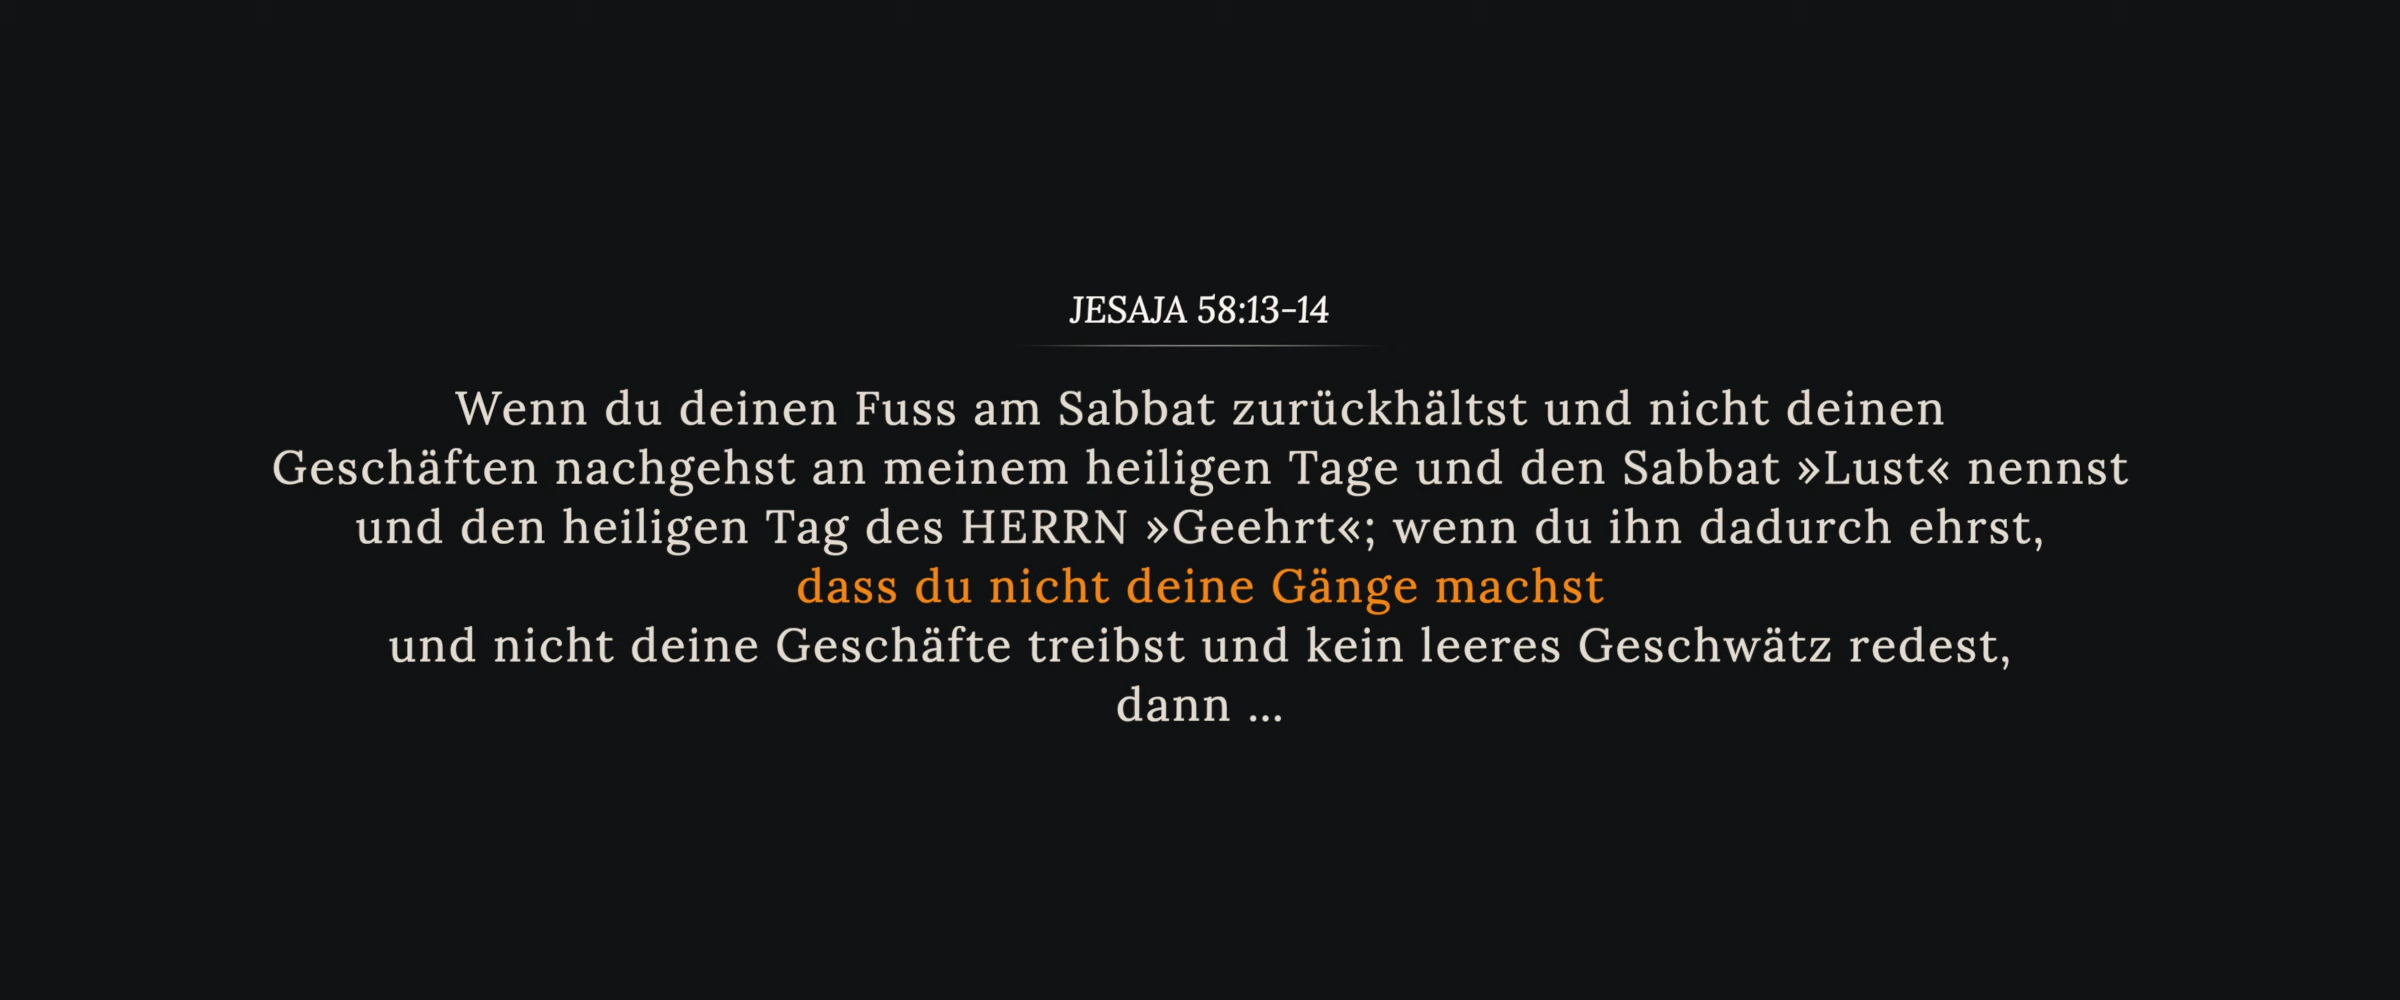 JESAJA 58:13-14
Wenn du deinen Fuss am Sabbat zurückhältst und nicht deinen
Geschäften nachgehst an meinem heiligen Tage und den Sabbat »Lust« nennst
und den heiligen Tag des HERRN »Geehrt«; wenn du ihn dadurch ehrst,
dass du nicht deine Gänge machst
und nicht deine Geschäfte treibst und kein leeres Geschwätz redest,
dann ...